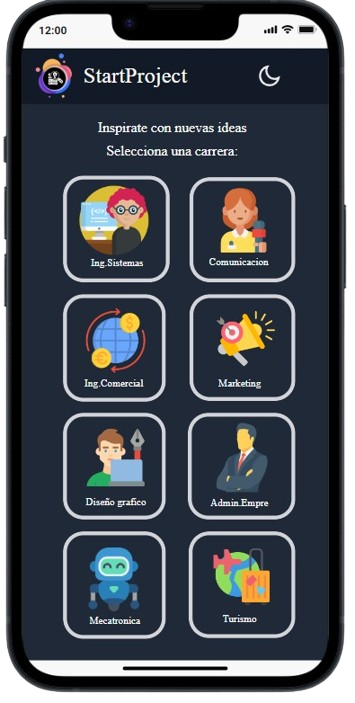 12:00
StartProject
Inspirate con nuevas ideas
Selecciona una carrera:
Ing.Sistemas
Comunicacion
Ing.Comercial
Marketing
Diseño grafico
Admin.Empre
Mecatronica
Turismo